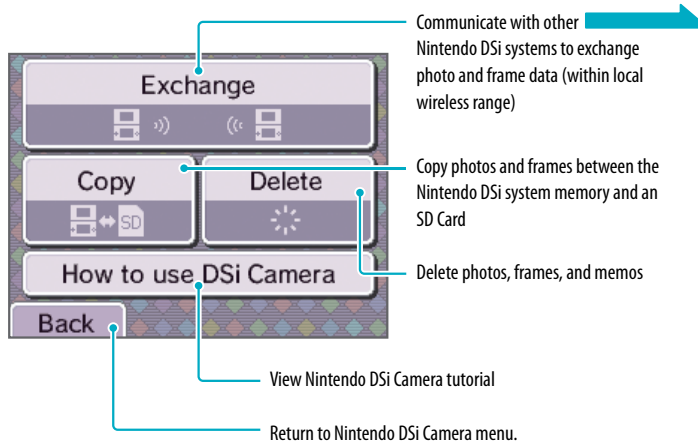 Communicate with other
Nintendo DSi systems to exchange
photo and frame data (within local
wireless range)
Exchange
Copy
Delete
SD
Copy photos and frames between the
Nintendo DSi system memory and an
SD Card
Delete photos, frames, and memos
How to use DSi Camera
Back
View Nintendo DSi Camera tutorial
Return to Nintendo DSi Camera menu.